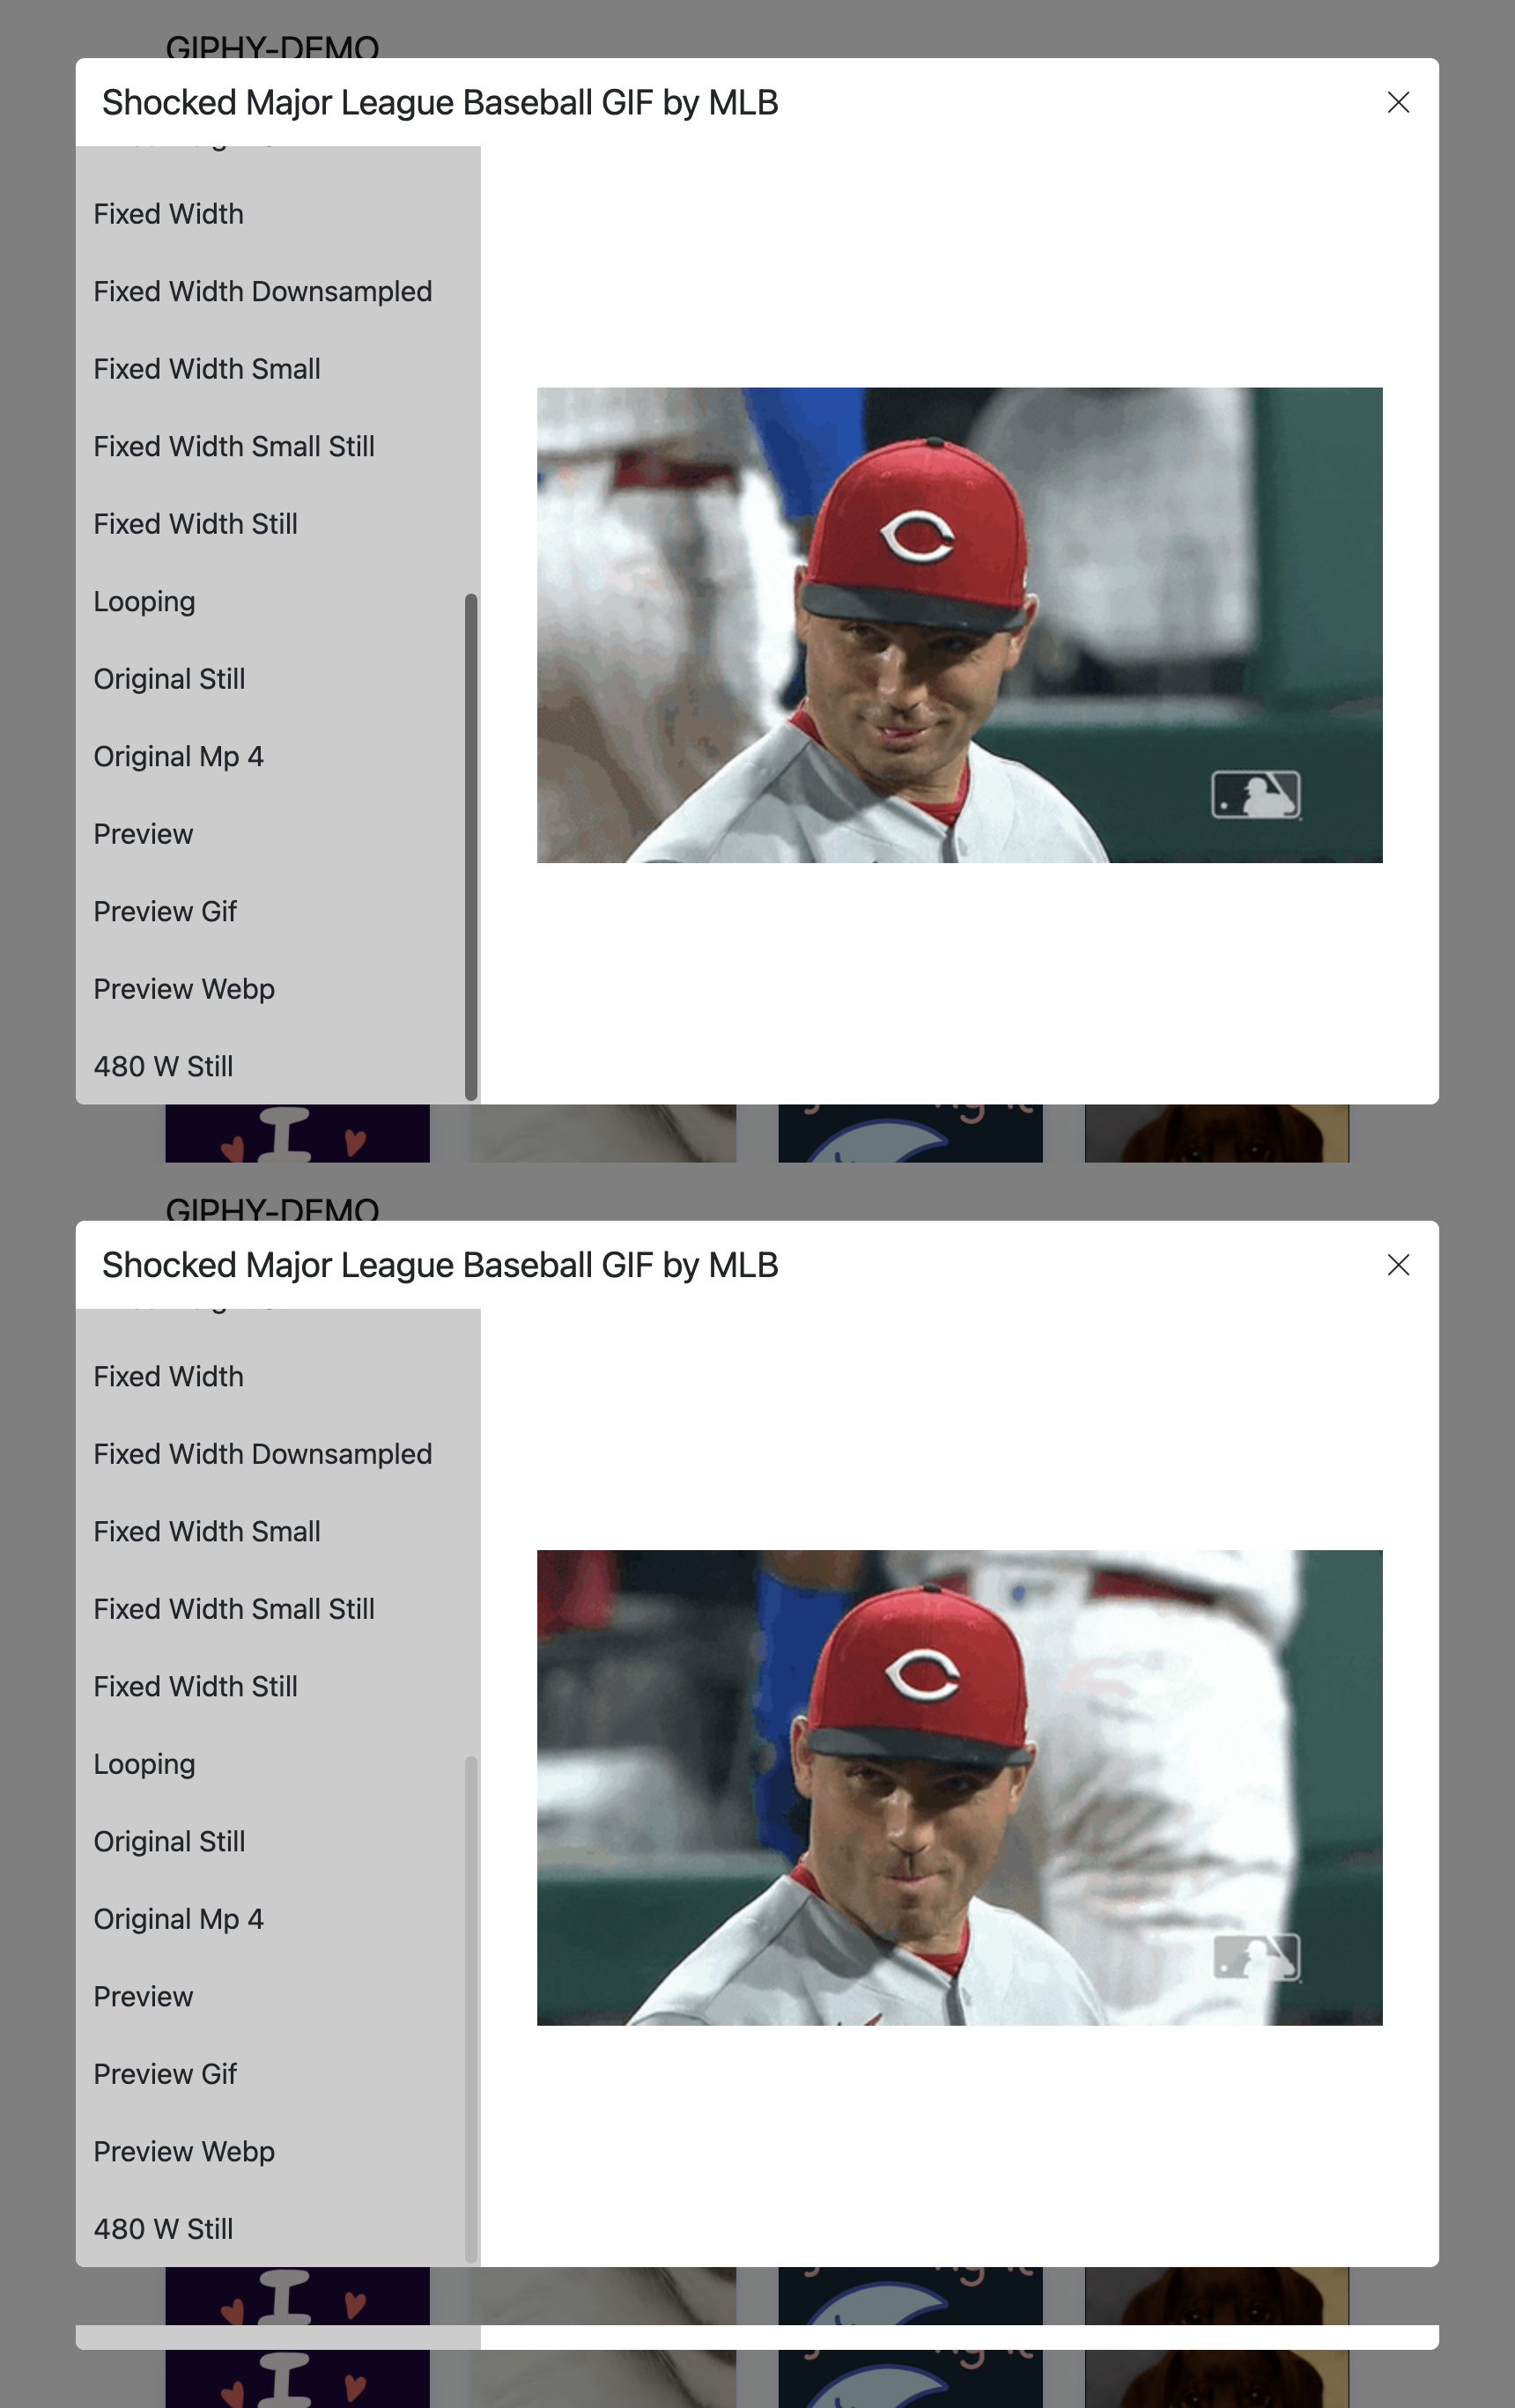 GIPHY-DEMO
Shocked Major League Baseball GIF by MLB
Fixed Width
Fixed Width Downsampled
Fixed Width Small
Fixed Width Small Still
Fixed Width Still
Looping
Original Still
Original Mp 4
Preview
Preview Gif
Preview Webp
480 W Still
I
GIPHY-DEMO
Shocked Major League Baseball GIF by MLB
Fixed Width
Fixed Width Downsampled
Fixed Width Small
Fixed Width Small Still
Fixed Width Still
Looping
Original Still
Original Mp 4
Preview
Preview Gif
Preview Webp
480 W Still
I
I